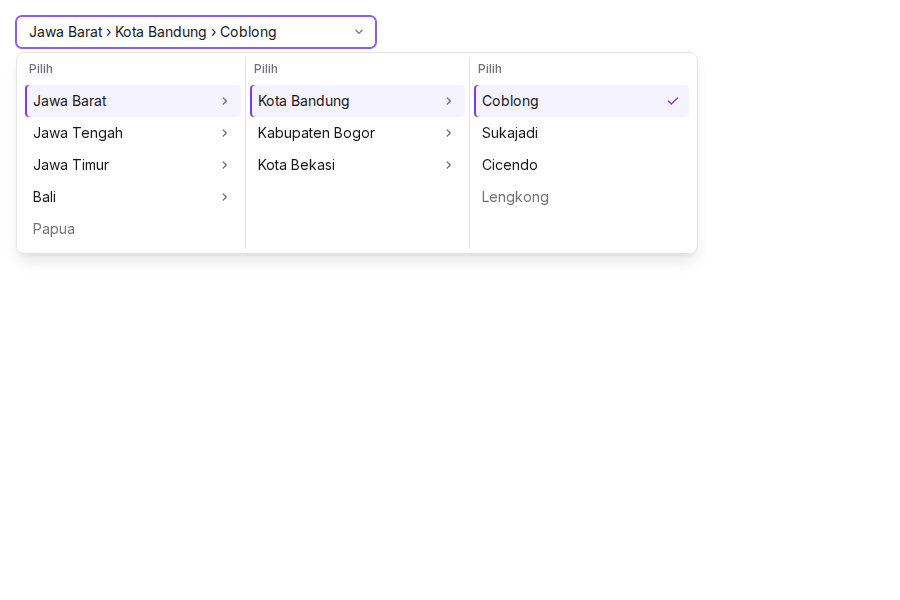 Jawa Barat › Kota Bandung › Coblong
Pilih
Jawa Barat
Jawa Tengah
Jawa Timur
Bali
Papua
Pilih
Kota Bandung
Kabupaten Bogor
Kota Bekasi
Pilih
Coblong
Sukajadi
Cicendo
Lengkong